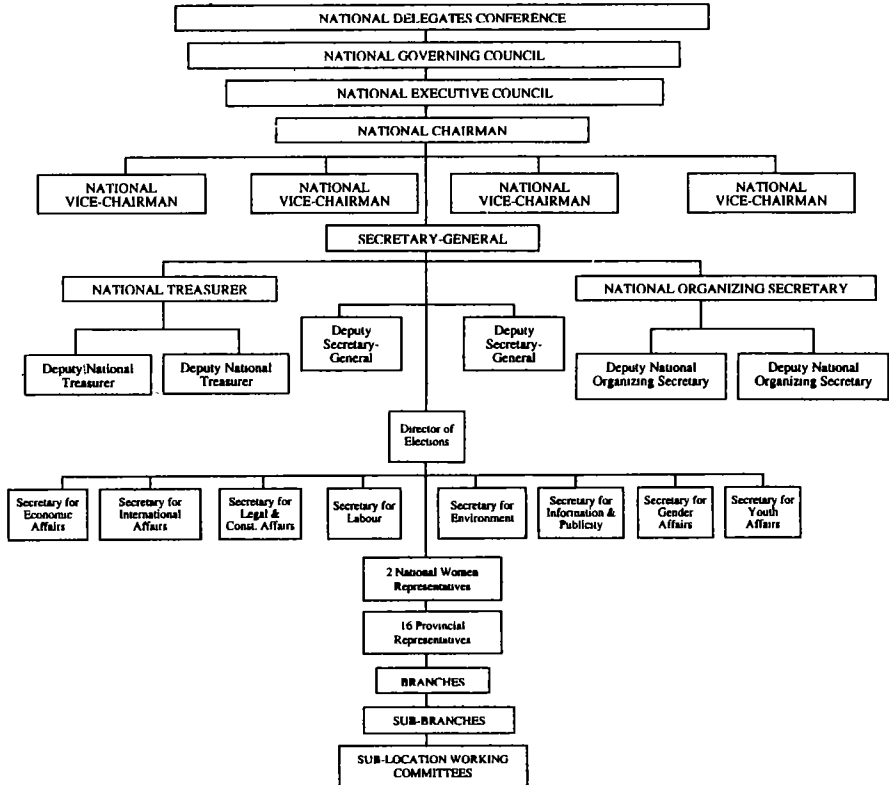 NATIONAL DELEGATES CONFERENCE
NATIONAL GOVERNING COUNCIL
NATIONAL EXECUTIVE COUNCIL
NATIONAL CHAIRMAN
NATIONAL
VICE-CHAIRMAN
NATIONAL
VICE-CHAIRMAN
NATIONAL
VICE-CHAIRMAN
NATIONAL
VICE-CHAIRMAN
SECRETARY-GENERAL
NATIONAL TREASURER
NATIONAL ORGANIZING SECRETARY
Deputy
Secretary-
General
Deputy
Secretary-
General
Deputy National
Treasurer
Deputy National
Treasurer
Deputy National
Organizing Secretary
Deputy National
Organizing Secretary
Director of
Elections
Secretary for
Economic
Affairs
Secretary for
International
Affairs
Secretary for
Legal &
Const. Affairs
Secretary for
Labour
Secretary for
Environment
Secretary for
Information &
Publicity
Secretary for
Gender
Affairs
Secretary for
Youth
Affairs
2 National Women
Representatives
16 Provincial
Representatives
BRANCHES
SUB-BRANCHES
SUB-LOCATION WORKING
COMMITTEES